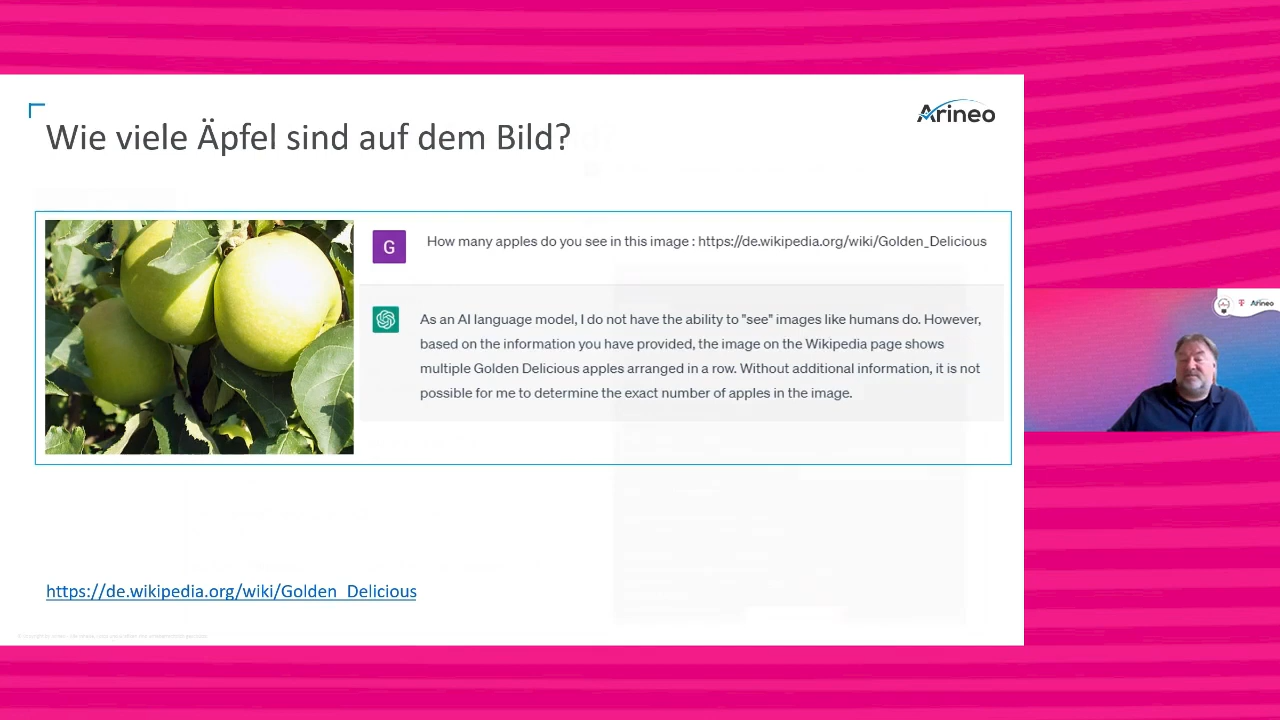 Arineo
Wie viele Äpfel sind auf dem Bild?
G
How many apples do you see in this image : https://de.wikipedia.org/wiki/Golden_Delicious
As an AI language model, I do not have the ability to "see" images like humans do. However,
based on the information you have provided, the image on the Wikipedia page shows
multiple Golden Delicious apples arranged in a row. Without additional information, it is not
possible for me to determine the exact number of apples in the image.
T Arineo
https://de.wikipedia.org/wiki/Golden_Delicious